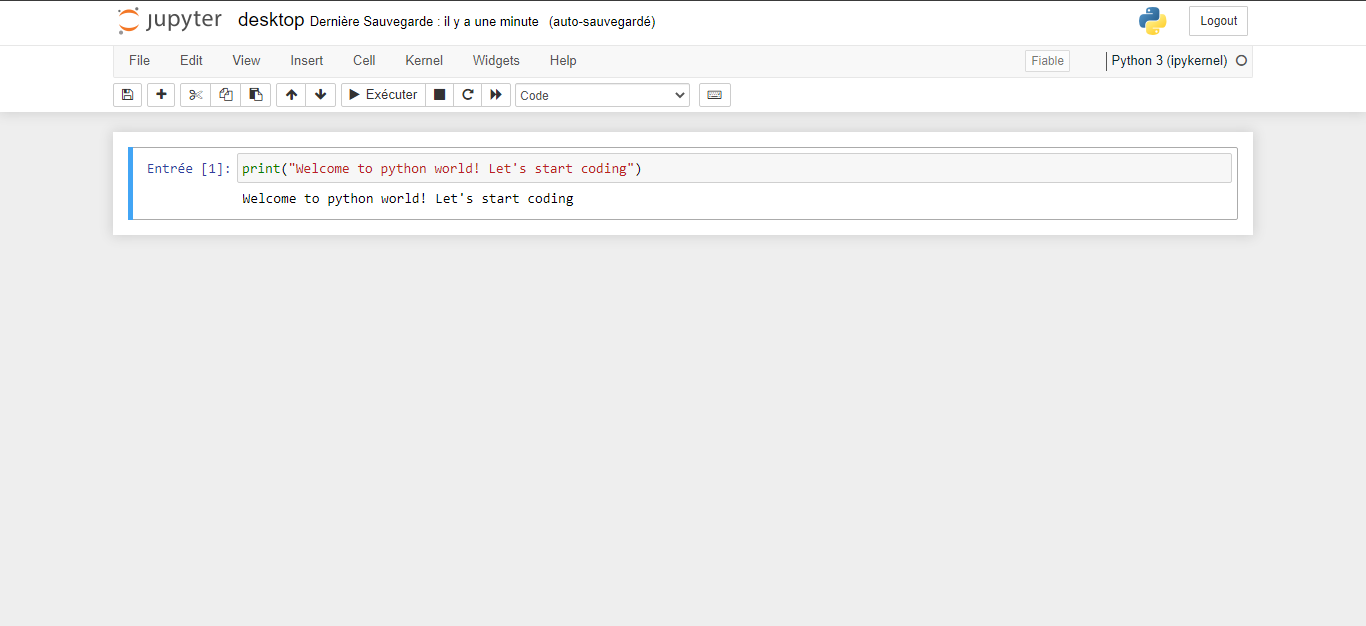 jupyter desktop Dernière Sauvegarde : il y a une minute (auto-sauvegardé) Logout
File Edit View Insert Cell Kernel Widgets Help Fiable Python 3 (ipykernel)
Exécuter Code
Entrée [1]: print("Welcome to python world! Let's start coding")
Welcome to python world! Let's start coding